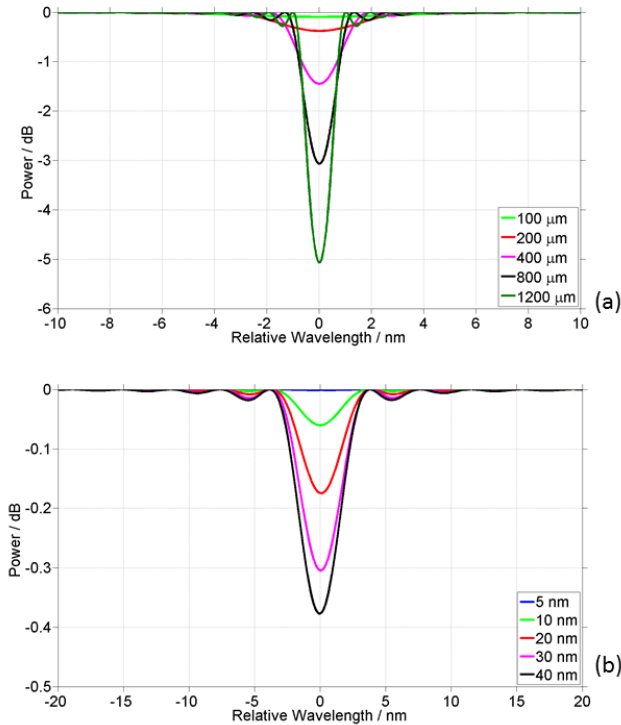 0
-1
-2
-3
-4
-5
-6
Power / dB
-10 -8 -6 -4 -2 0 2 4 6 8 10
Relative Wavelength / nm
100 μm
200 μm
400 μm
800 μm
1200 μm
(a)
0
-0.1
-0.2
-0.3
-0.4
-0.5
Power / dB
-20 -15 -10 -5 0 5 10 15 20
Relative Wavelength / nm
5 nm
10 nm
20 nm
30 nm
40 nm
(b)